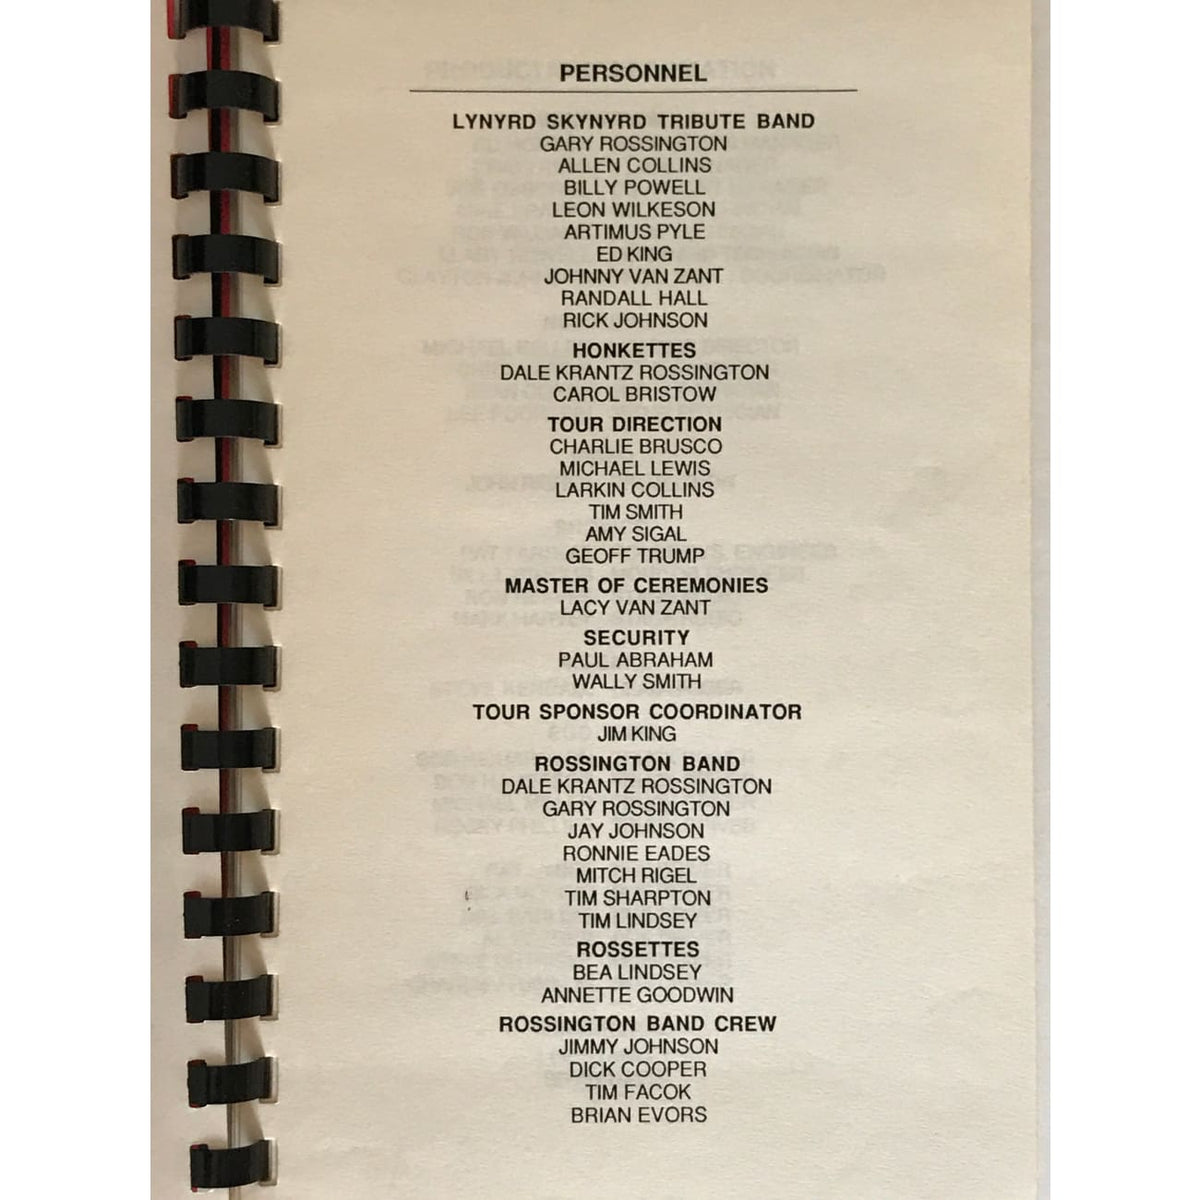 PERSONNEL
LYNYRD SKYNYRD TRIBUTE BAND
GARY ROSSINGTON
ALLEN COLLINS
BILLY POWELL
LEON WILKESON
ARTIMUS PYLE
ED KING
JOHNNY VAN ZANT
RANDALL HALL
RICK JOHNSON
HONKETTES
DALE KRANTZ ROSSINGTON
CAROL BRISTOW
TOUR DIRECTION
CHARLIE BRUSCO
MICHAEL LEWIS
LARKIN COLLINS
TIM SMITH
AMY SIGAL
GEOFF TRUMP
MASTER OF CEREMONIES
LACY VAN ZANT
SECURITY
PAUL ABRAHAM
WALLY SMITH
TOUR SPONSOR COORDINATOR
JIM KING
ROSSINGTON BAND
DALE KRANTZ ROSSINGTON
GARY ROSSINGTON
JAY JOHNSON
RONNIE EADES
MITCH RIGEL
TIM SHARPTON
TIM LINDSEY
ROSSETTES
BEA LINDSEY
ANNETTE GOODWIN
ROSSINGTON BAND CREW
JIMMY JOHNSON
DICK COOPER
TIM FACOK
BRIAN EVORS